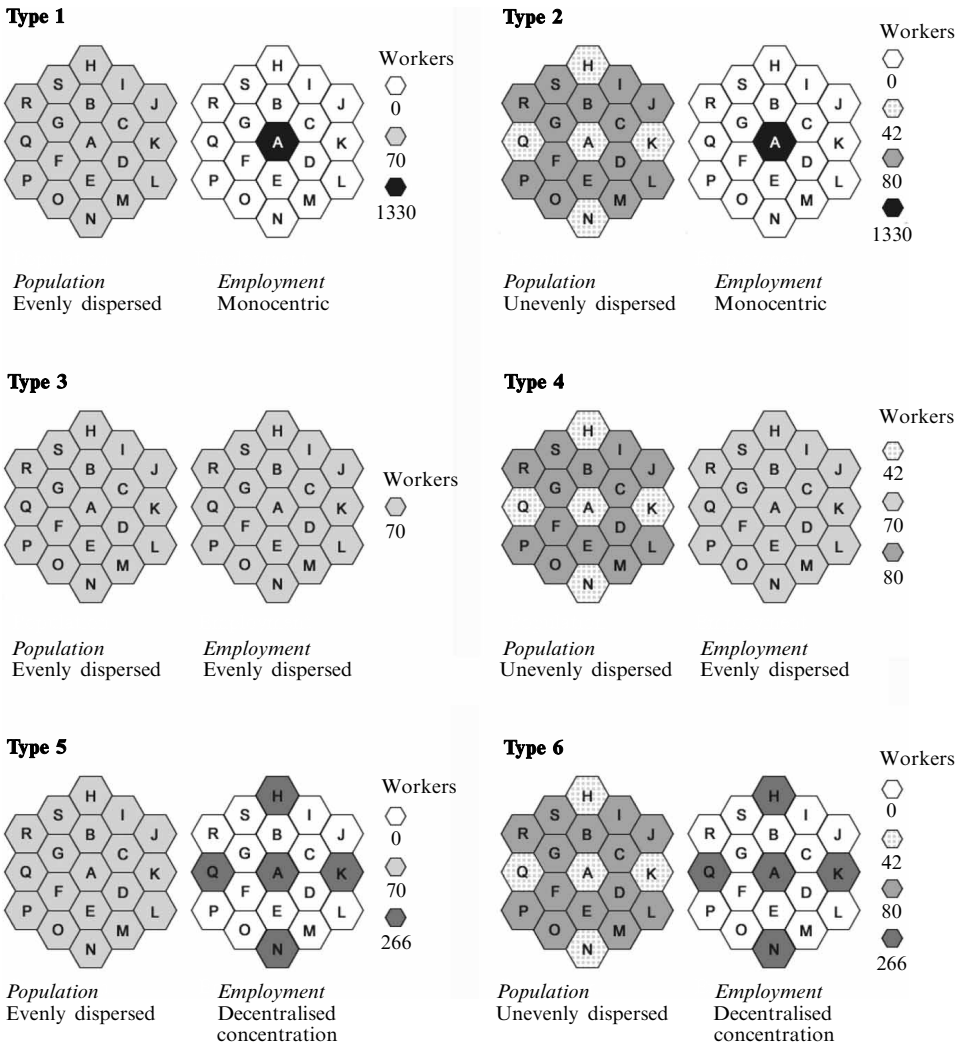 Type 1
H
S I
R B J
G C
Q A K
F D
P E L
O M
N
H
S I
R B J
G C
Q A K
F D
P E L
O M
N
Workers
0
70
1330
Population
Evenly dispersed
Employment
Monocentric
Type 2
H
S I
R B J
G C
Q A K
F D
P E L
O M
N
H
S I
R B J
G C
Q A K
F D
P E L
O M
N
Workers
0
42
80
1330
Population
Unevenly dispersed
Employment
Monocentric
Type 3
H
S I
R B J
G C
Q A K
F D
P E L
O M
N
H
S I
R B J
G C
Q A K
F D
P E L
O M
N
Workers
70
Population
Evenly dispersed
Employment
Evenly dispersed
Type 4
H
S I
R B J
G C
Q A K
F D
P E L
O M
N
H
S I
R B J
G C
Q A K
F D
P E L
O M
N
Workers
42
70
80
Population
Unevenly dispersed
Employment
Evenly dispersed
Type 5
H
S I
R B J
G C
Q A K
F D
P E L
O M
N
H
S I
R B J
G C
Q A K
F D
P E L
O M
N
Workers
0
70
266
Population
Evenly dispersed
Employment
Decentralised
concentration
Type 6
H
S I
R B J
G C
Q A K
F D
P E L
O M
N
H
S I
R B J
G C
Q A K
F D
P E L
O M
N
Workers
0
42
80
266
Population
Unevenly dispersed
Employment
Decentralised
concentration